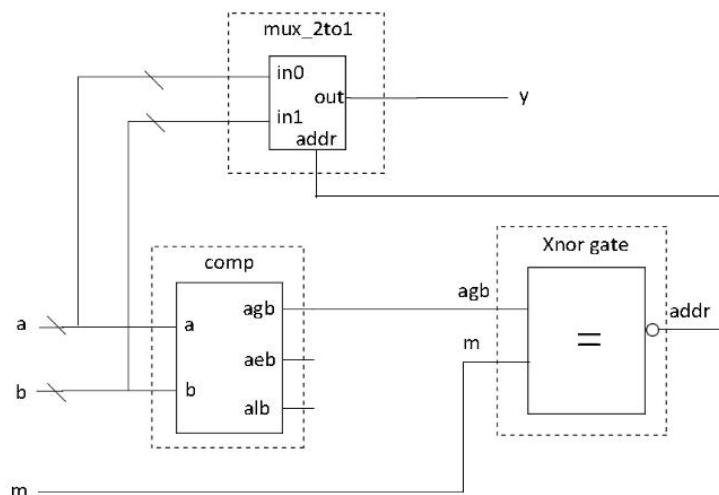 mux_2to1
in0
out
y
in1
addr
comp
Xnor gate
agb
agb
addr
a
a
m
=
aeb
b
b
alb
m